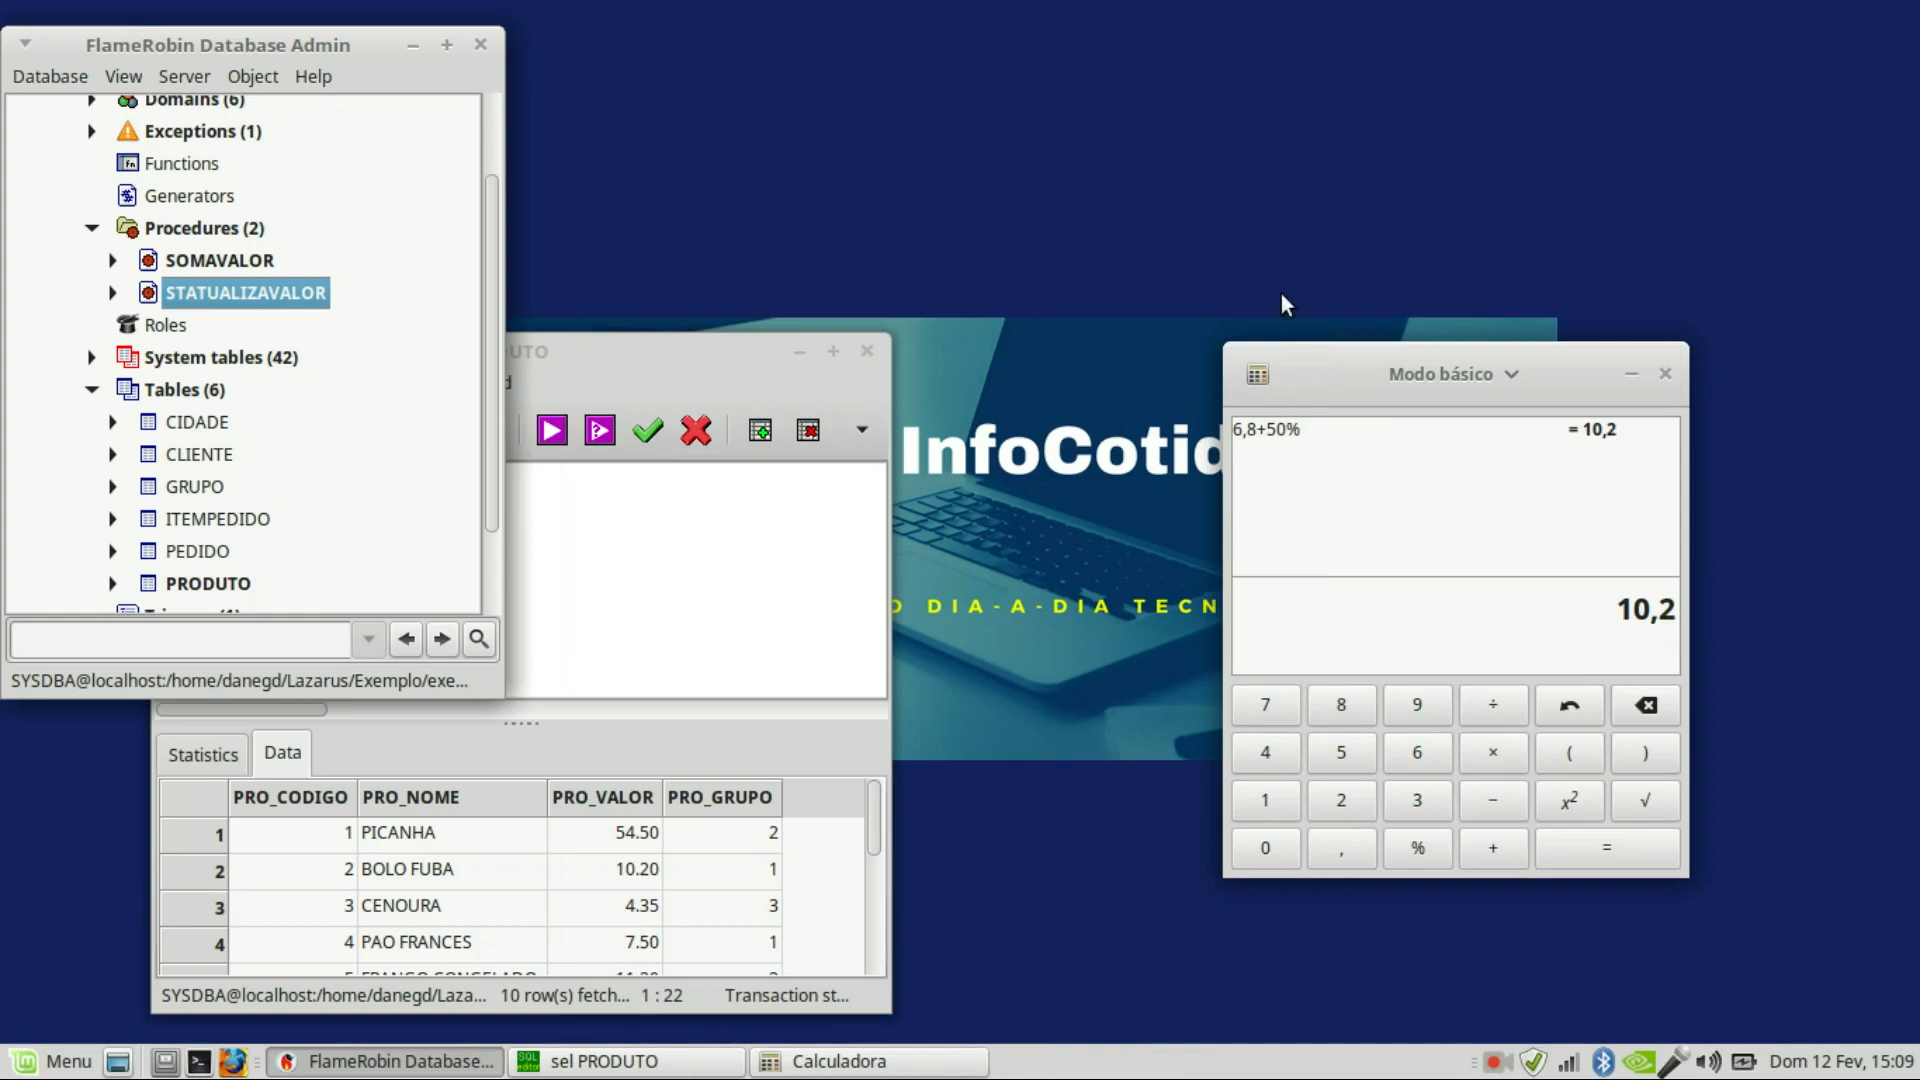 FlameRobin Database Admin
Database View Server Object Help
Domains (6)
Exceptions (1)
Functions
Generators
Procedures (2)
SOMAVALOR
STATUALIZAVALOR
Roles
System tables (42)
Tables (6)
CIDADE
CLIENTE
GRUPO
ITEMPEDIDO
PEDIDO
PRODUTO
SYSDBA@localhost:/home/danegd/Lazarus/Exemplo/exe...
UTO
d
Statistics Data
PRO_CODIGO PRO_NOME PRO_VALOR PRO_GRUPO
1 1 PICANHA 54.50 2
2 2 BOLO FUBA 10.20 1
3 3 CENOURA 4.35 3
4 4 PAO FRANCES 7.50 1
SYSDBA@localhost:/home/danegd/Laza... 10 row(s) fetch... 1 : 22 Transaction st...
InfoCotid
O DIA-A-DIA TECN
Modo básico
6,8+50% = 10,2
10,2
7 8 9 ÷
4 5 6 × ( )
1 2 3 − x² √
0 , % + =
Menu FlameRobin Database... sel PRODUTO Calculadora Dom 12 Fev, 15:09